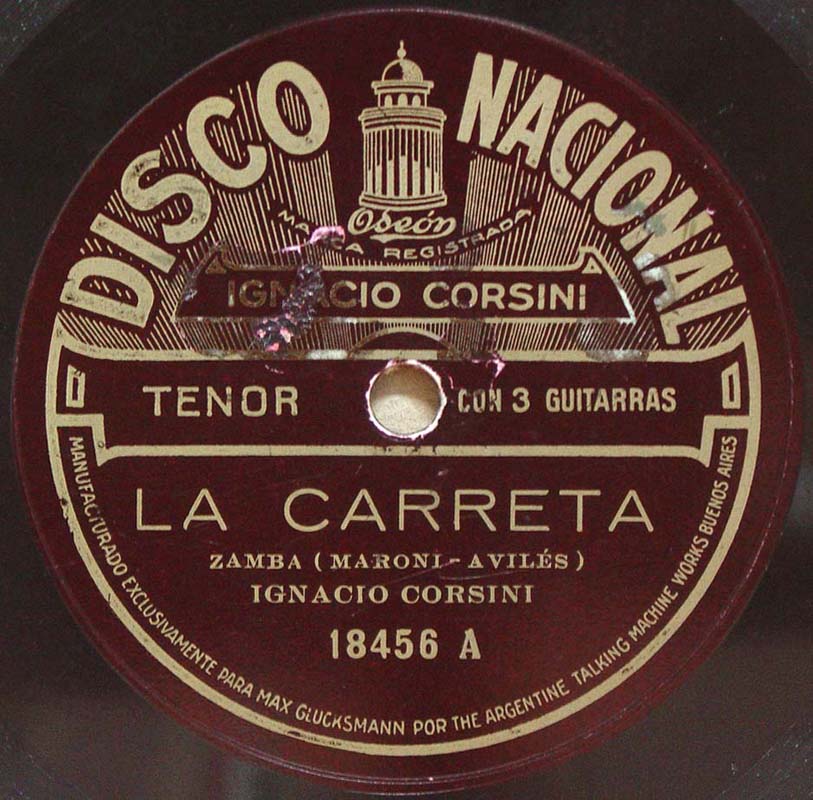 DISCO NACIONAL
Odeón
MARCA REGISTRADA
IGNACIO CORSINI
TENOR CON 3 GUITARRAS
LA CARRETA
ZAMBA (MARONI - AVILÉS)
IGNACIO CORSINI
18456 A
MANUFACTURADO EXCLUSIVAMENTE PARA MAX GLUCKSMANN POR THE ARGENTINE TALKING MACHINE WORKS BUENOS AIRES